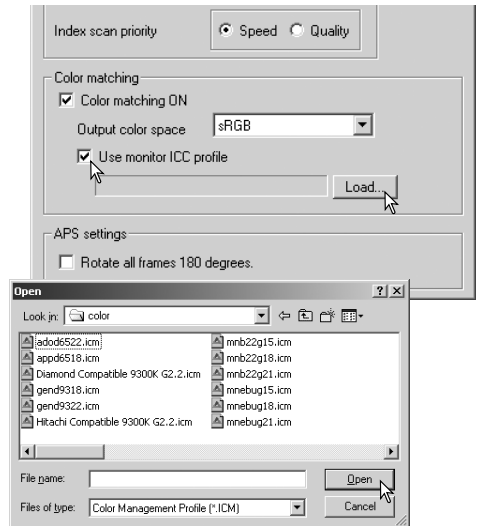 Index scan priority
Speed
Quality
Color matching
Color matching ON
Output color space
sRGB
Use monitor ICC profile
Load...
APS settings
Rotate all frames 180 degrees.
Open
Look in:
color
adod6522.icm
appd6518.icm
Diamond Compatible 9300K G2.2.icm
gend9318.icm
gend9322.icm
Hitachi Compatible 9300K G2.2.icm
mnb22g15.icm
mnb22g18.icm
mnb22g21.icm
mnebug15.icm
mnebug18.icm
mnebug21.icm
File name:
Open
Files of type:
Color Management Profile (*.ICM)
Cancel